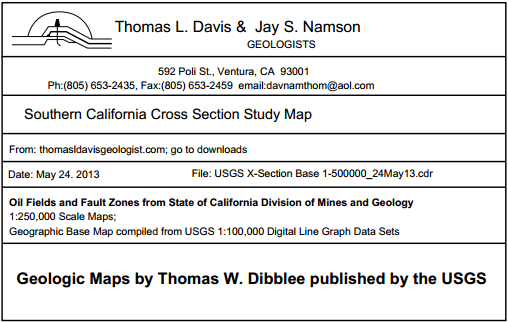 Thomas L. Davis & Jay S. Namson
GEOLOGISTS
592 Poli St., Ventura, CA 93001
Ph:(805) 653-2435, Fax:(805) 653-2459 email:davnamthom@aol.com
Southern California Cross Section Study Map
From: thomasldavisgeologist.com; go to downloads
Date: May 24. 2013 File: USGS X-Section Base 1-500000_24May13.cdr
Oil Fields and Fault Zones from State of California Division of Mines and Geology
1:250,000 Scale Maps;
Geographic Base Map compiled from USGS 1:100,000 Digital Line Graph Data Sets
Geologic Maps by Thomas W. Dibblee published by the USGS